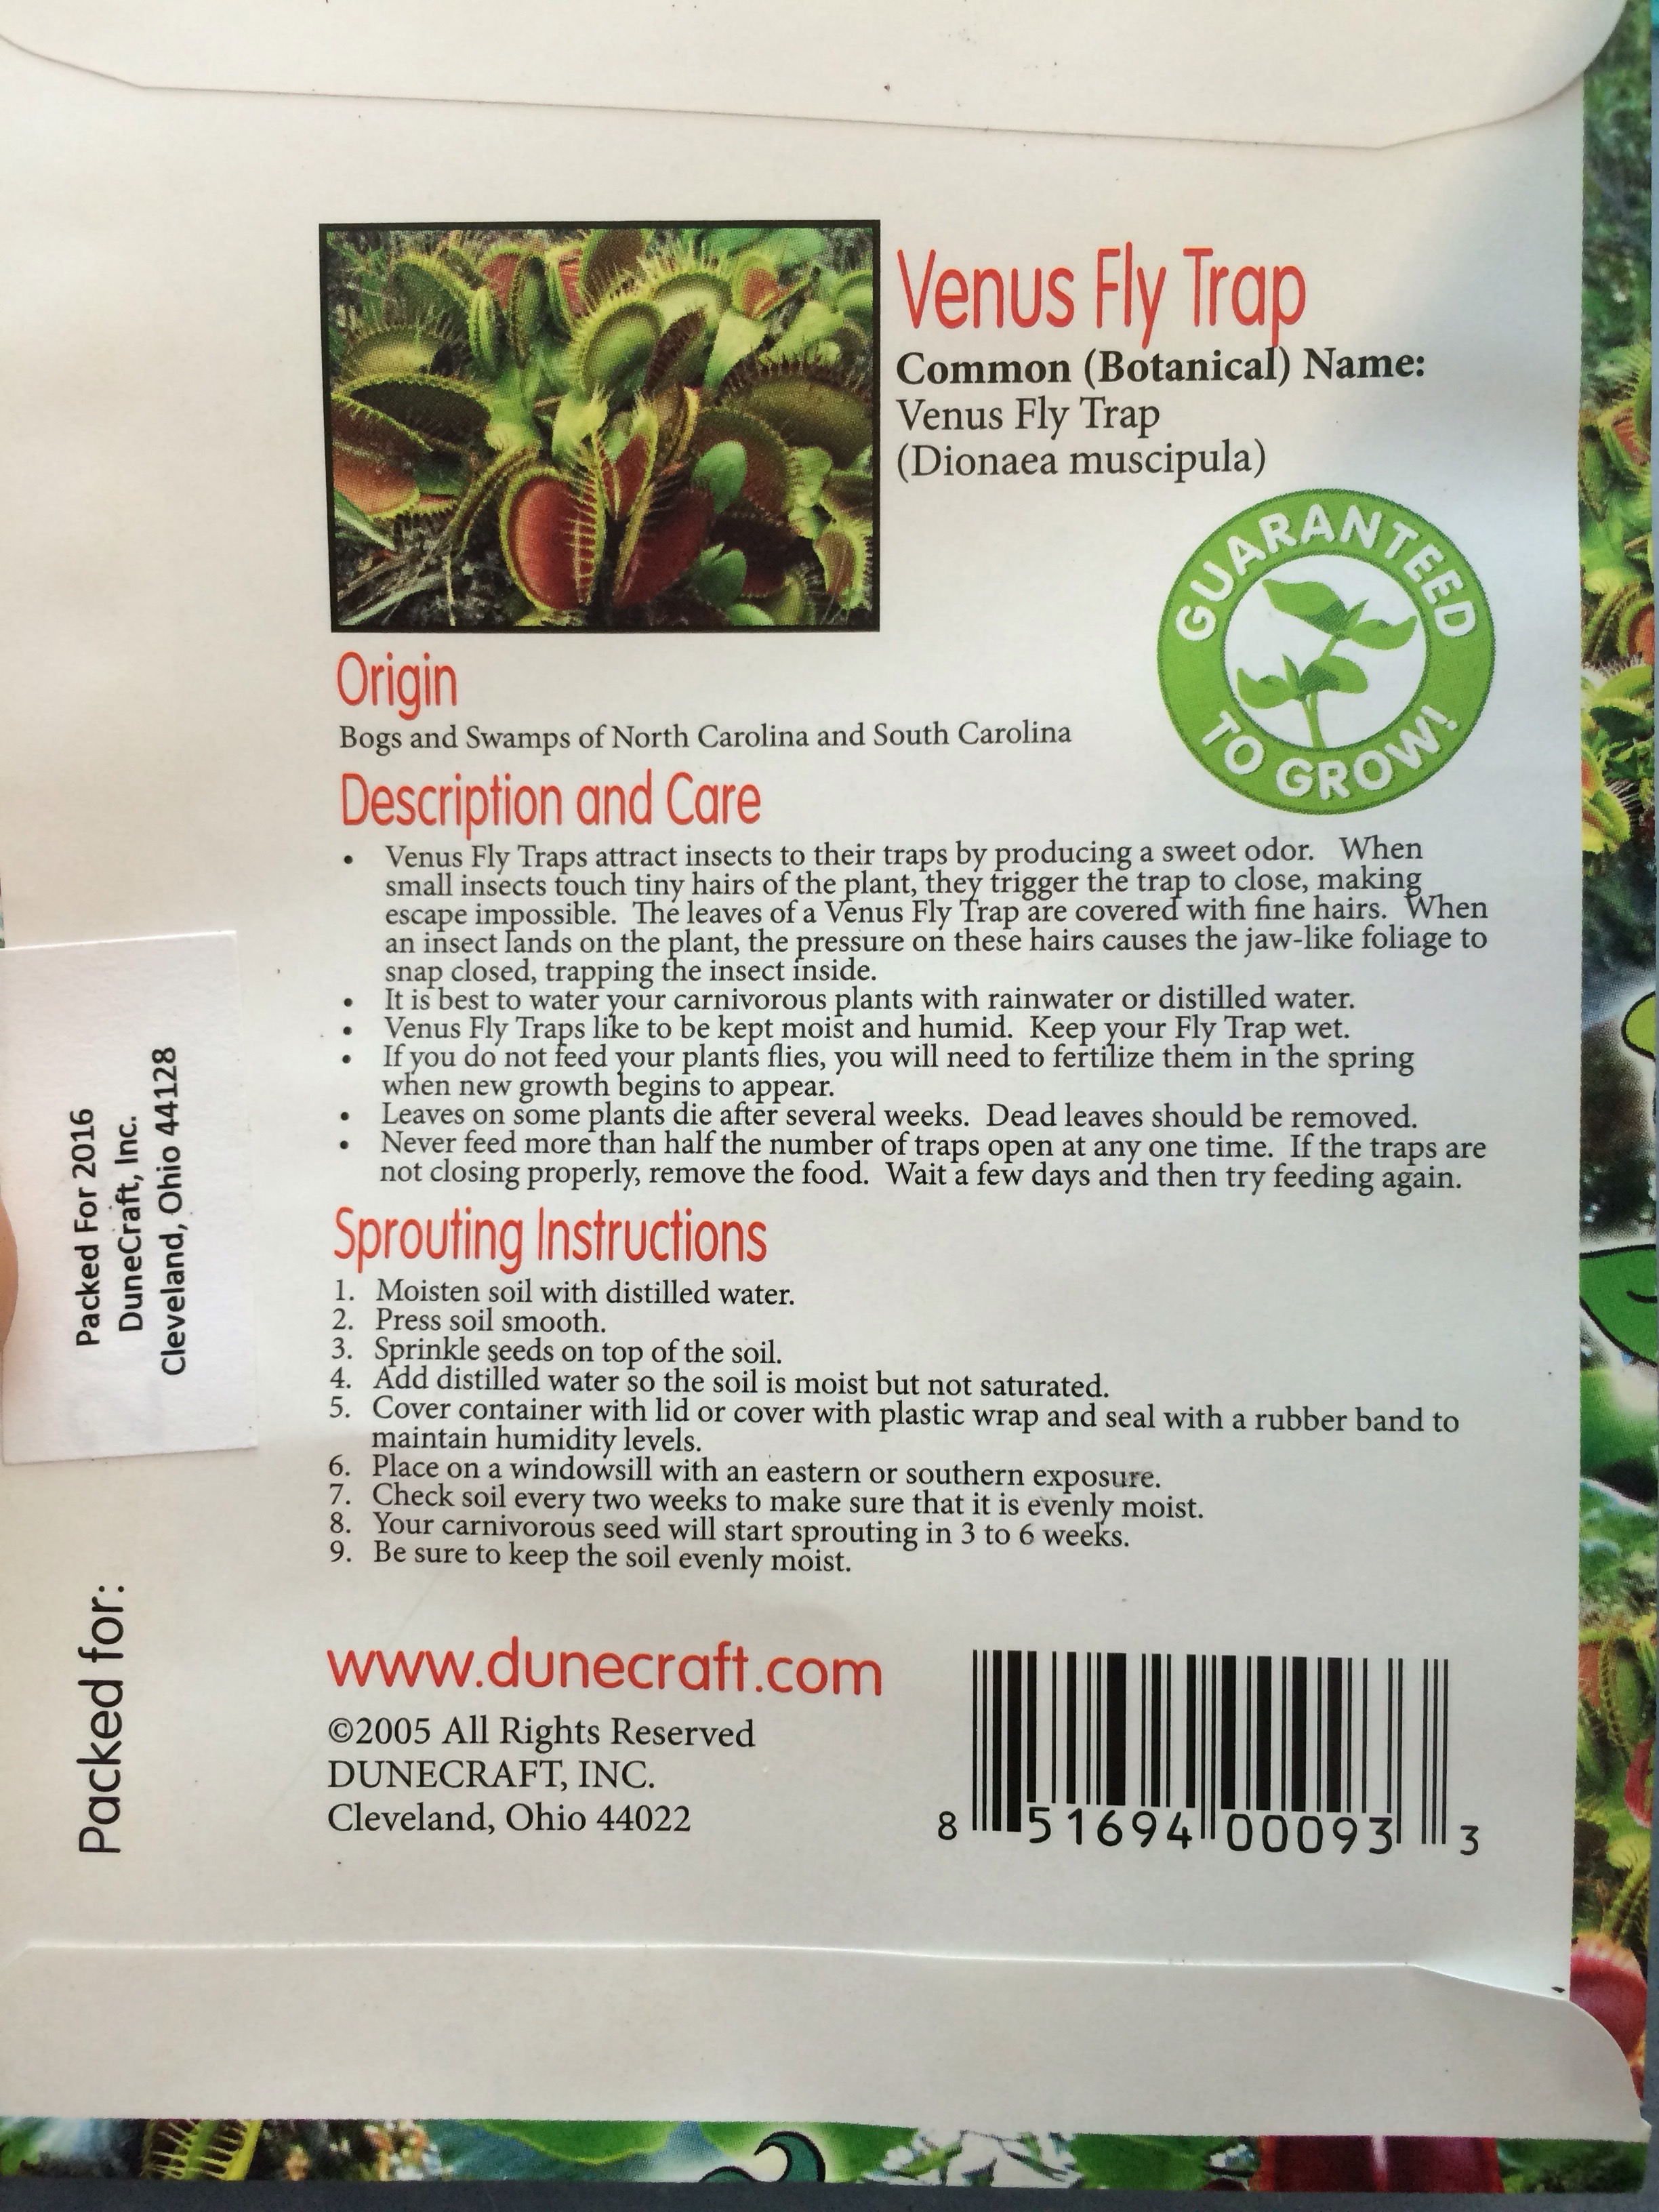 Venus Fly Trap
Common (Botanical) Name:
Venus Fly Trap
(Dionaea muscipula)
GUARANTEED
TO GROW!
Origin
Bogs and Swamps of North Carolina and South Carolina
Description and Care
• Venus Fly Traps attract insects to their traps by producing a sweet odor. When
small insects touch tiny hairs of the plant, they trigger the trap to close, making
escape impossible. The leaves of a Venus Fly Trap are covered with fine hairs. When
an insect lands on the plant, the pressure on these hairs causes the jaw-like foliage to
snap closed, trapping the insect inside.
• It is best to water your carnivorous plants with rainwater or distilled water.
• Venus Fly Traps like to be kept moist and humid. Keep your Fly Trap wet.
• If you do not feed your plants flies, you will need to fertilize them in the spring
when new growth begins to appear.
• Leaves on some plants die after several weeks. Dead leaves should be removed.
• Never feed more than half the number of traps open at any one time. If the traps are
not closing properly, remove the food. Wait a few days and then try feeding again.
Sprouting Instructions
1. Moisten soil with distilled water.
2. Press soil smooth.
3. Sprinkle seeds on top of the soil.
4. Add distilled water so the soil is moist but not saturated.
5. Cover container with lid or cover with plastic wrap and seal with a rubber band to
maintain humidity levels.
6. Place on a windowsill with an eastern or southern exposure.
7. Check soil every two weeks to make sure that it is evenly moist.
8. Your carnivorous seed will start sprouting in 3 to 6 weeks.
9. Be sure to keep the soil evenly moist.
www.dunecraft.com
©2005 All Rights Reserved
DUNECRAFT, INC.
Cleveland, Ohio 44022
8 51694 00093 3
Packed for:
Packed For 2016
DuneCraft, Inc.
Cleveland, Ohio 44128